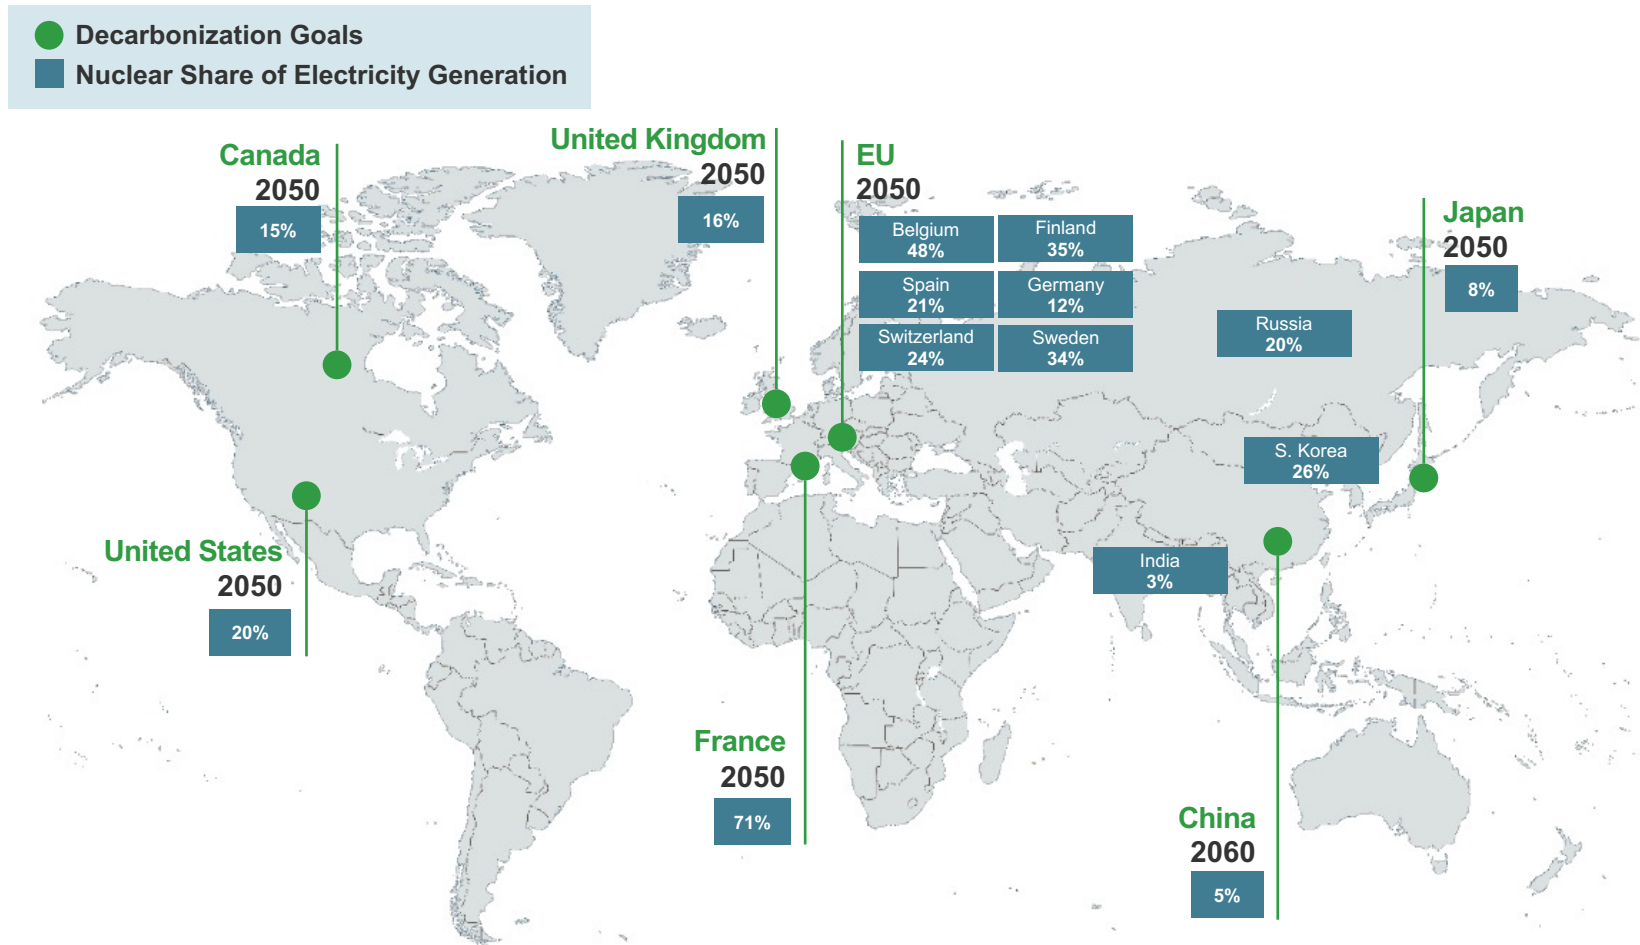 Decarbonization Goals
Nuclear Share of Electricity Generation
Canada
2050
15%
United Kingdom
2050
16%
EU
2050
Belgium
48%
Finland
35%
Spain
21%
Germany
12%
Switzerland
24%
Sweden
34%
Russia
20%
Japan
2050
8%
S. Korea
26%
India
3%
United States
2050
20%
France
2050
71%
China
2060
5%